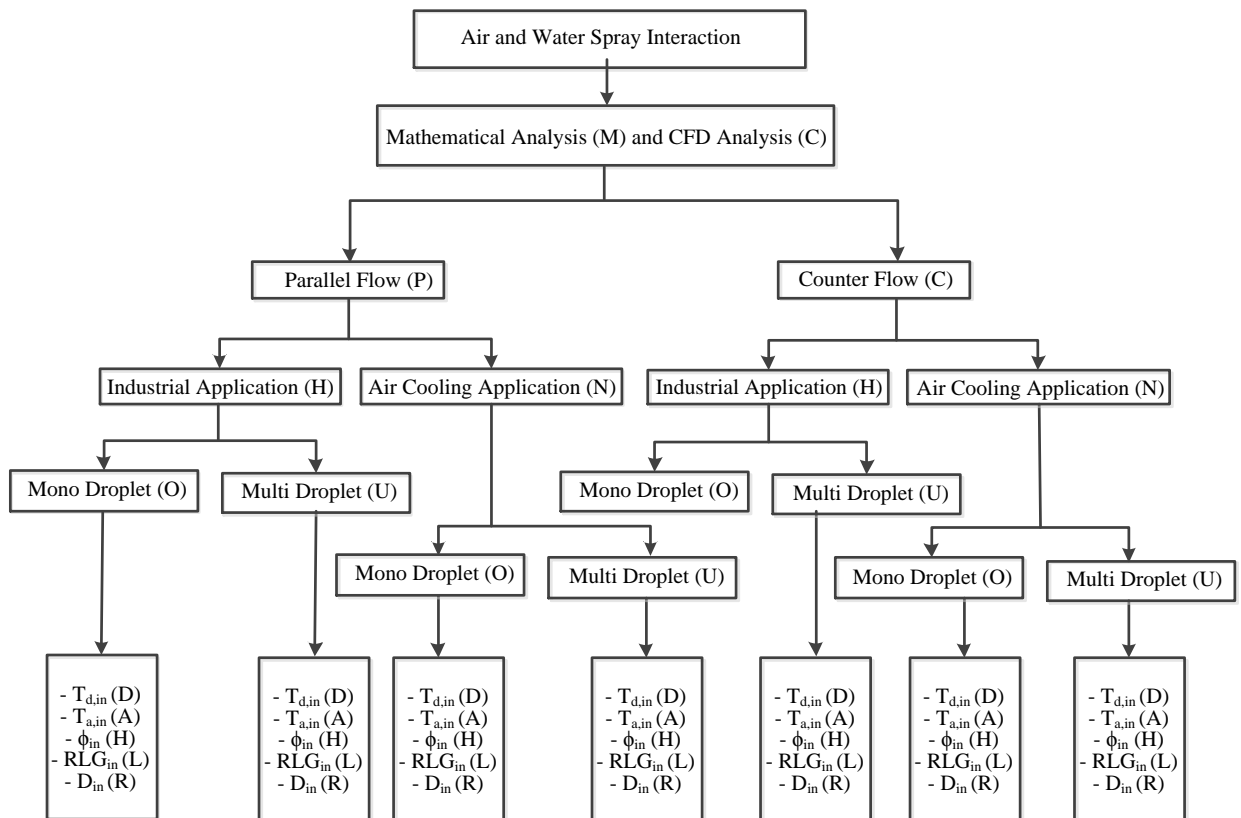 Air and Water Spray Interaction
Mathematical Analysis (M) and CFD Analysis (C)
Parallel Flow (P)
Counter Flow (C)
Industrial Application (H)
Air Cooling Application (N)
Industrial Application (H)
Air Cooling Application (N)
Mono Droplet (O)
Multi Droplet (U)
Mono Droplet (O)
Multi Droplet (U)
Mono Droplet (O)
Multi Droplet (U)
Mono Droplet (O)
Multi Droplet (U)
- Td,in (D)
- Ta,in (A)
- ϕin (H)
- RLGin (L)
- Din (R)
- Td,in (D)
- Ta,in (A)
- ϕin (H)
- RLGin (L)
- Din (R)
- Td,in (D)
- Ta,in (A)
- ϕin (H)
- RLGin (L)
- Din (R)
- Td,in (D)
- Ta,in (A)
- ϕin (H)
- RLGin (L)
- Din (R)
- Td,in (D)
- Ta,in (A)
- ϕin (H)
- RLGin (L)
- Din (R)
- Td,in (D)
- Ta,in (A)
- ϕin (H)
- RLGin (L)
- Din (R)
- Td,in (D)
- Ta,in (A)
- ϕin (H)
- RLGin (L)
- Din (R)